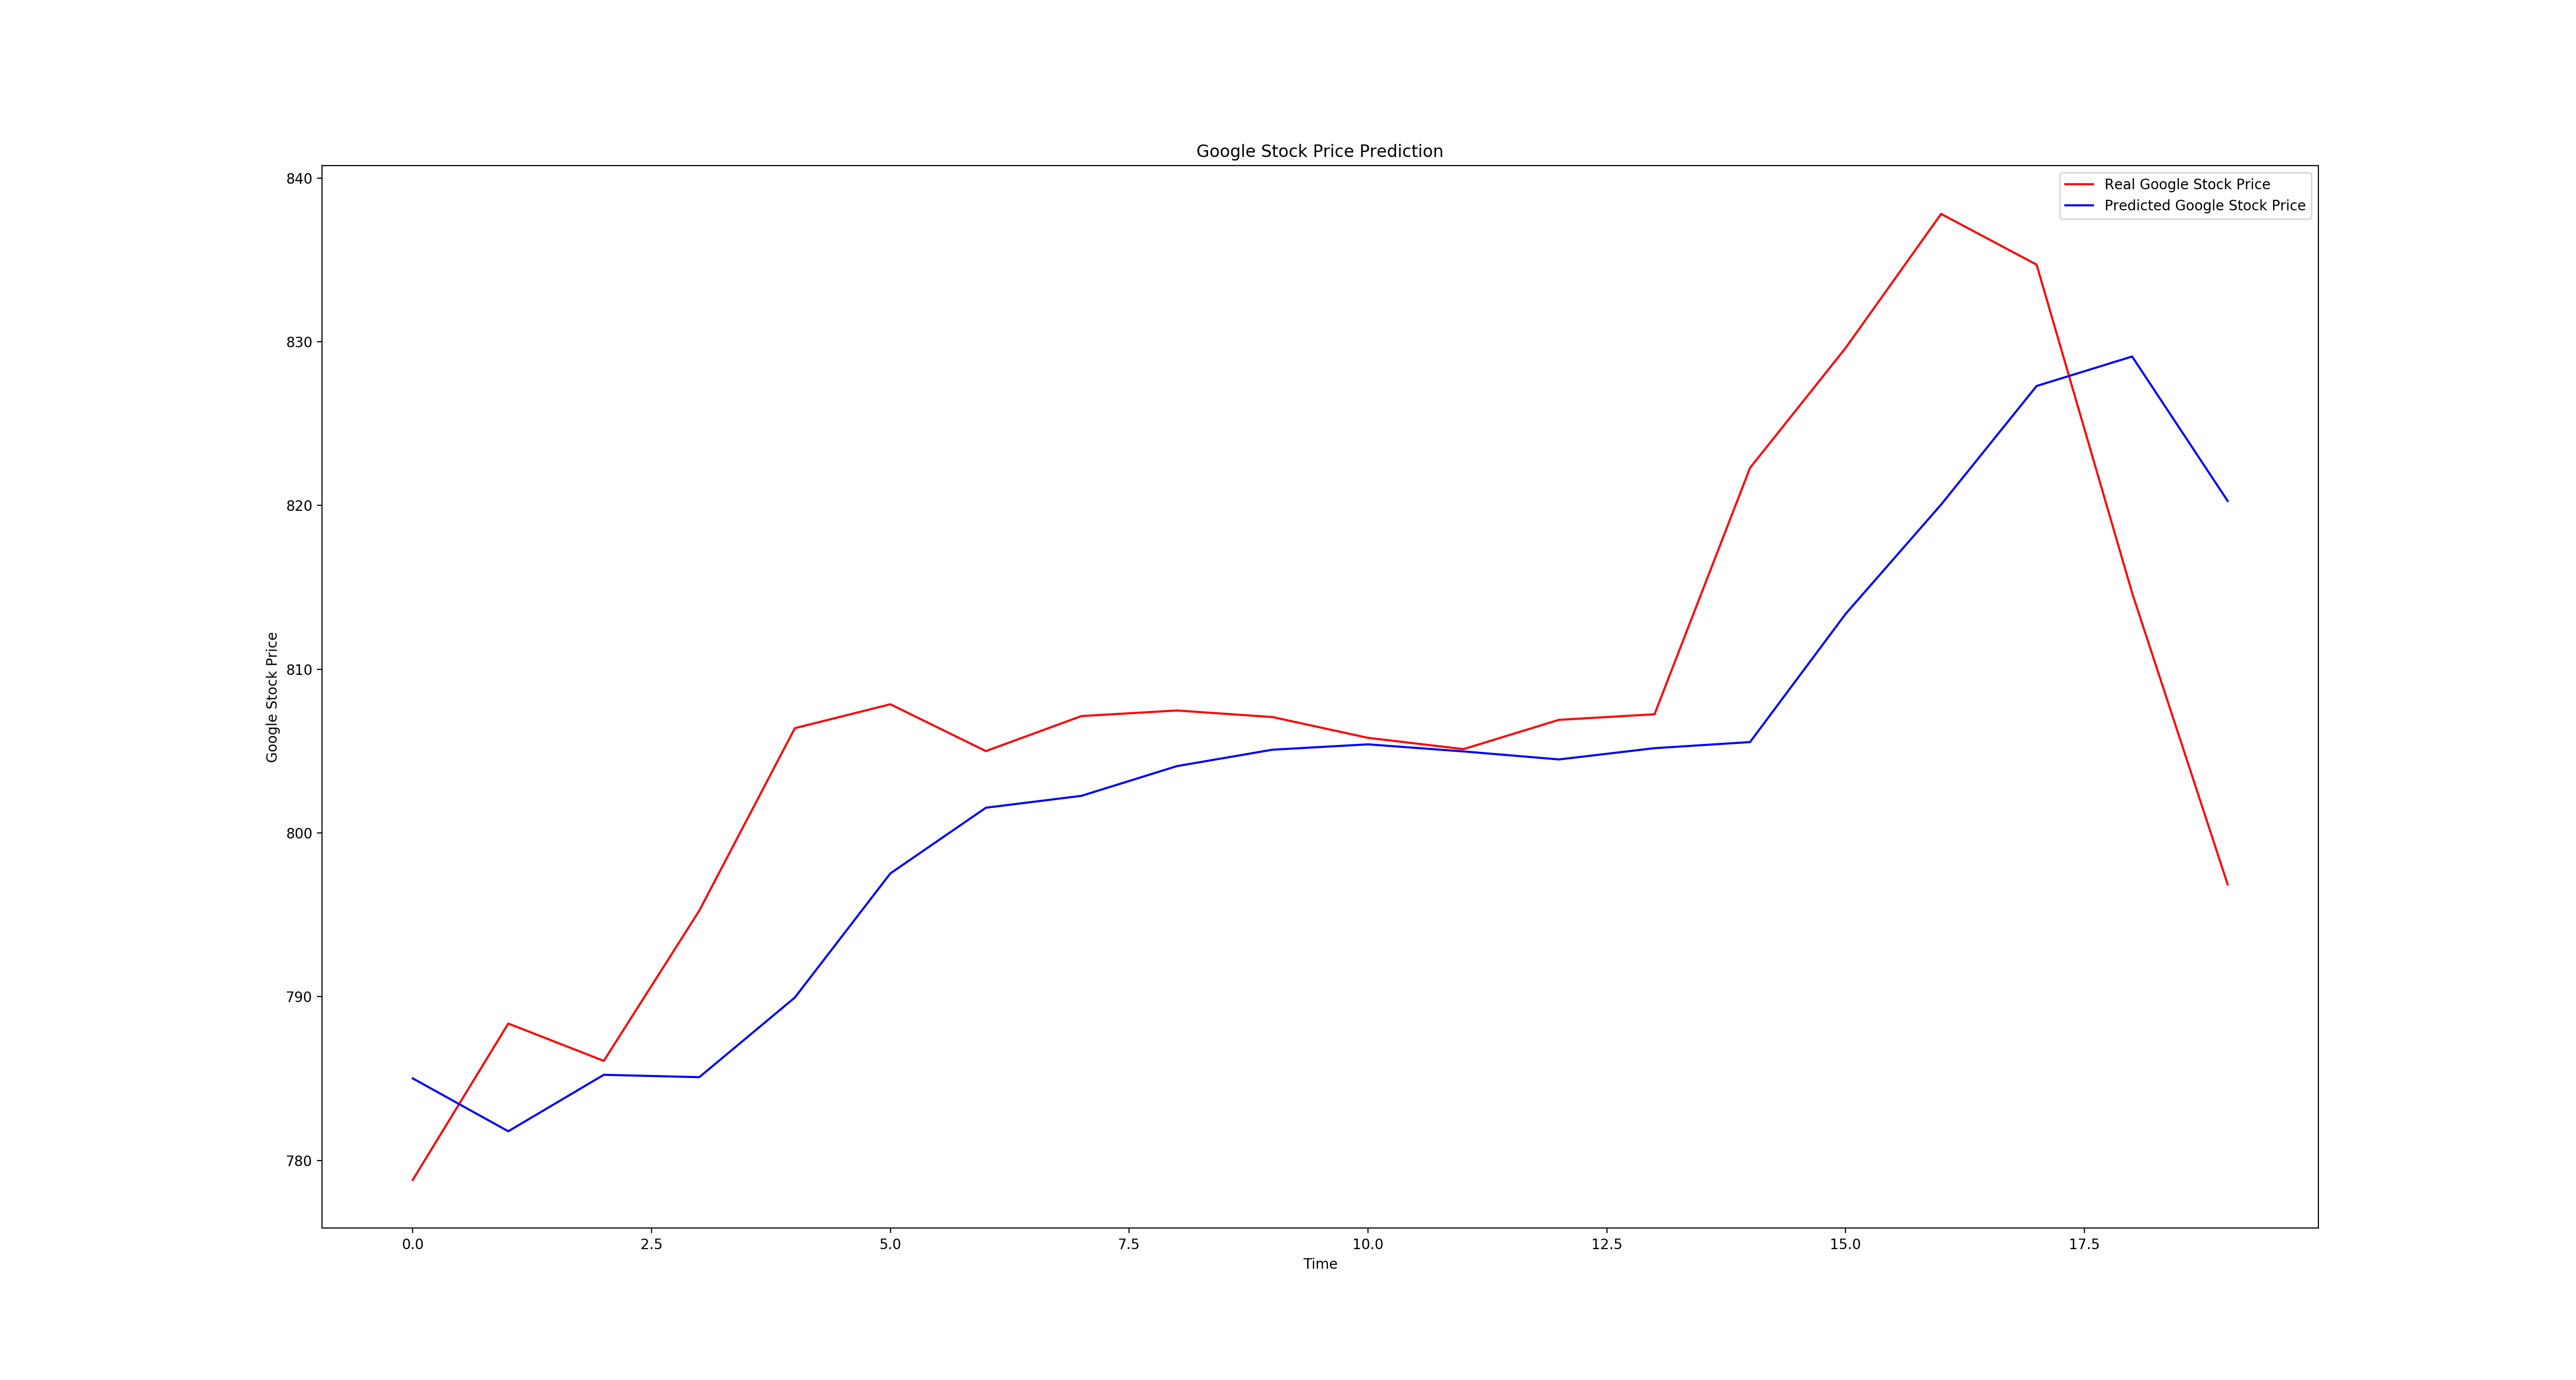 Google Stock Price Prediction
Real Google Stock Price
Predicted Google Stock Price
840
830
820
810
800
790
780
Google Stock Price
0.0 2.5 5.0 7.5 10.0 12.5 15.0 17.5
Time